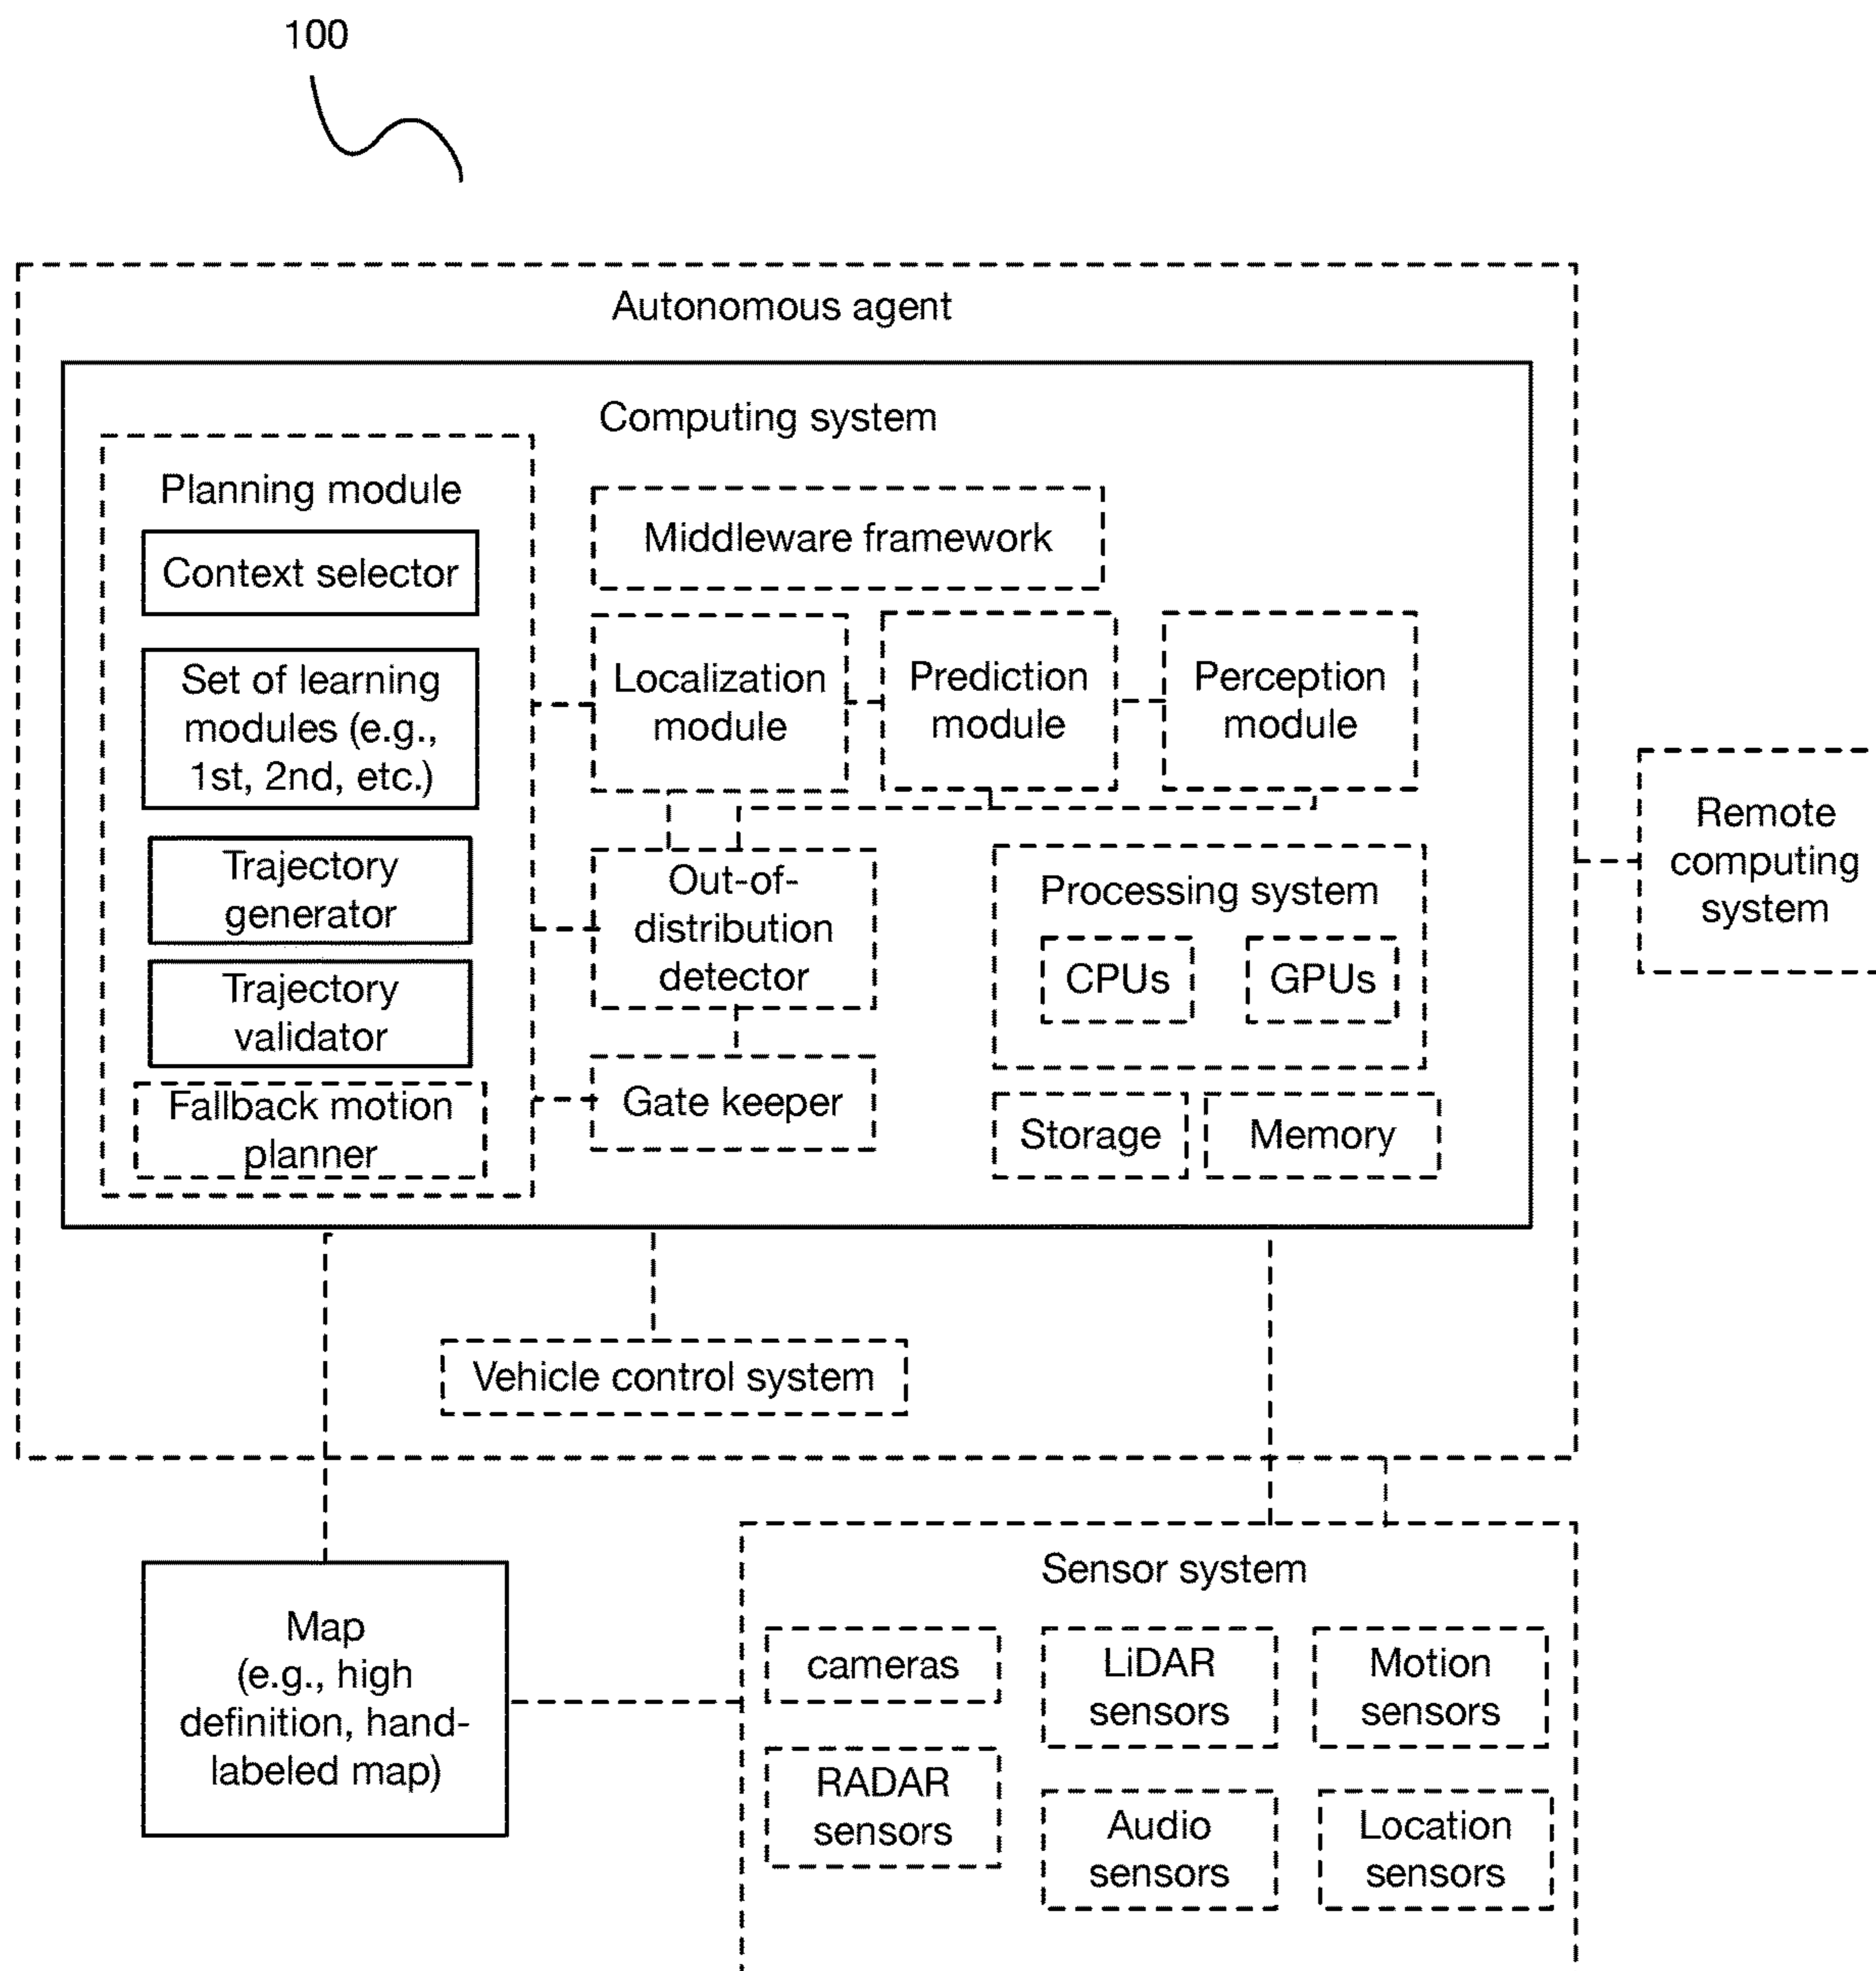 100
Autonomous agent
Computing system
Planning module
Context selector
Set of learning
modules (e.g.,
1st, 2nd, etc.)
Trajectory
generator
Trajectory
validator
Fallback motion
planner
Middleware framework
Localization
module
Prediction
module
Perception
module
Out-of-
distribution
detector
Gate keeper
Processing system
CPUs
GPUs
Storage
Memory
Remote
computing
system
Vehicle control system
Map
(e.g., high
definition, hand-
labeled map)
Sensor system
cameras
LiDAR
sensors
Motion
sensors
RADAR
sensors
Audio
sensors
Location
sensors